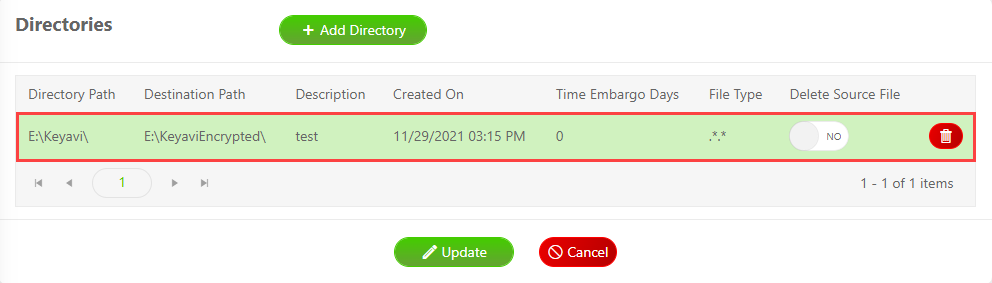 Directories
Add Directory
Directory Path Destination Path Description Created On Time Embargo Days File Type Delete Source File
E:\Keyavi\ E:\KeyaviEncrypted\ test 11/29/2021 03:15 PM 0 .*.* NO
1 1 - 1 of 1 items
Update Cancel